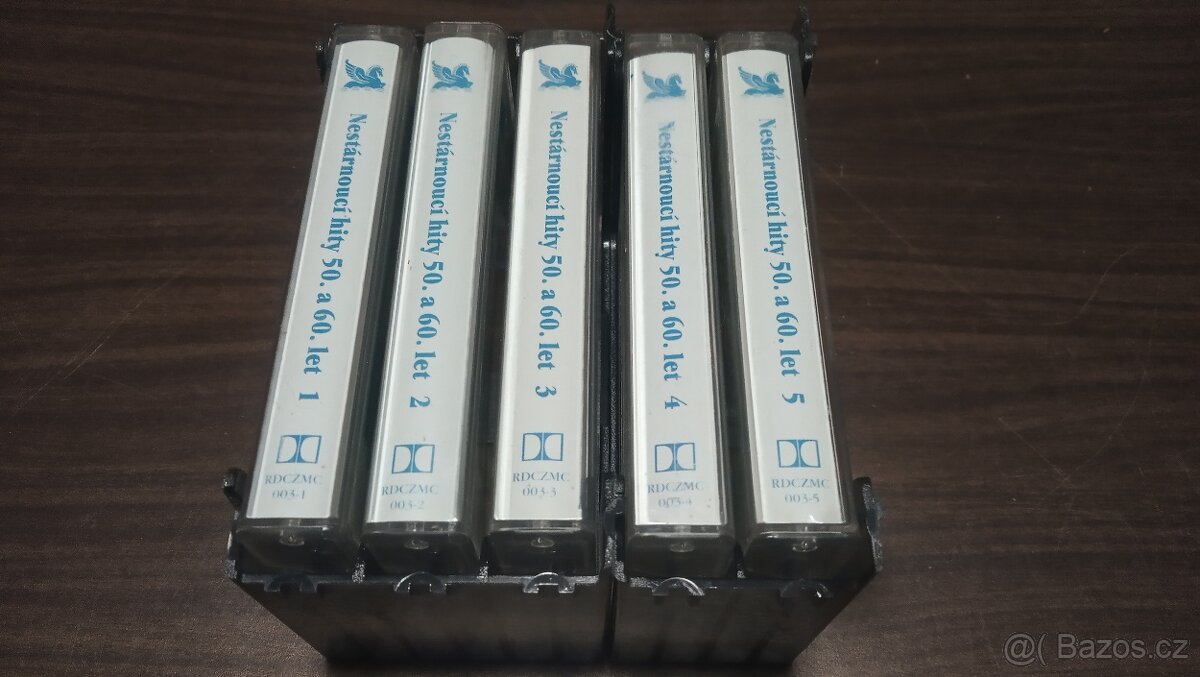 Nestárnoucí hity 50. a 60. let 1
RDCZMC
003-1
Nestárnoucí hity 50. a 60. let 2
RDCZMC
003-2
Nestárnoucí hity 50. a 60. let 3
RDCZMC
003-3
Nestárnoucí hity 50. a 60. let 4
RDCZMC
003-4
Nestárnoucí hity 50. a 60. let 5
RDCZMC
003-5
@( Bazos.cz